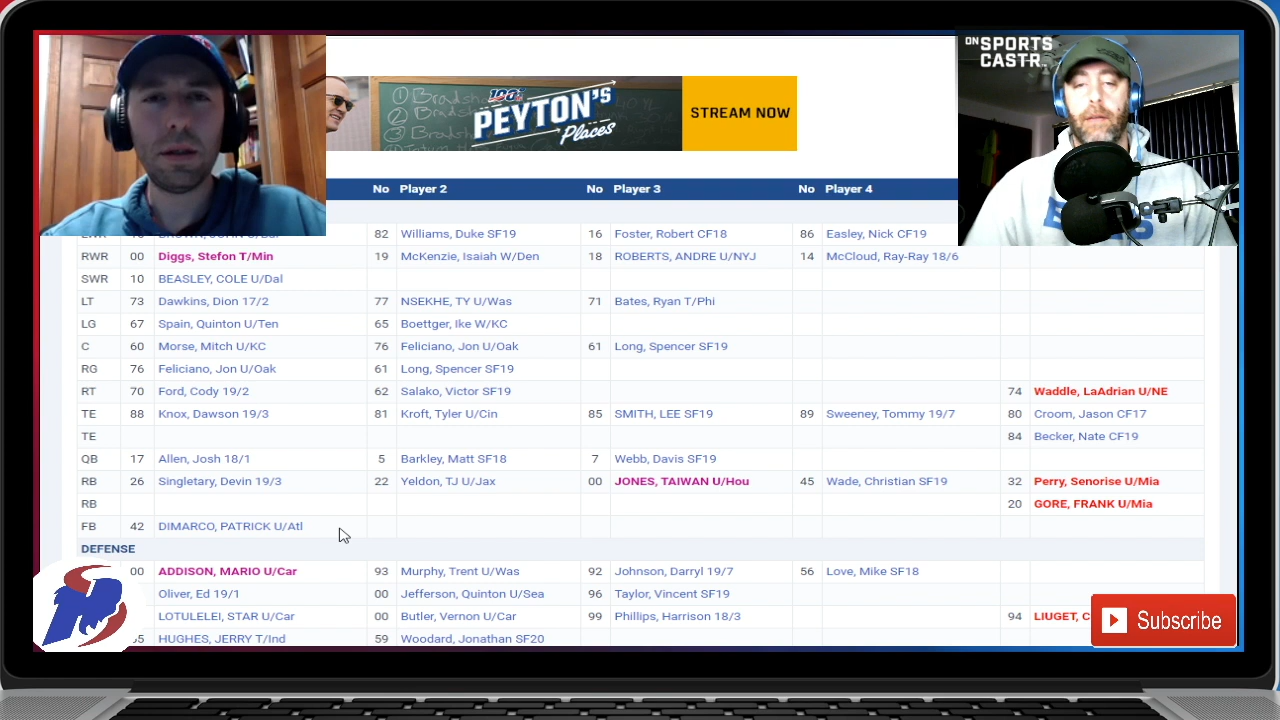 ON SPORTS
CASTR
① Bradsh
② Bradsh
③ Bradsh
100
PEYTON'S
Places
STREAM NOW
No Player 2 No Player 3 No Player 4
82 Williams, Duke SF19 16 Foster, Robert CF18 86 Easley, Nick CF19
RWR 00 Diggs, Stefon T/Min 19 McKenzie, Isaiah W/Den 18 ROBERTS, ANDRE U/NYJ 14 McCloud, Ray-Ray 18/6
SWR 10 BEASLEY, COLE U/Dal
LT 73 Dawkins, Dion 17/2 77 NSEKHE, TY U/Was 71 Bates, Ryan T/Phi
LG 67 Spain, Quinton U/Ten 65 Boettger, Ike W/KC
C 60 Morse, Mitch U/KC 76 Feliciano, Jon U/Oak 61 Long, Spencer SF19
RG 76 Feliciano, Jon U/Oak 61 Long, Spencer SF19
RT 70 Ford, Cody 19/2 62 Salako, Victor SF19 74 Waddle, LaAdrian U/NE
TE 88 Knox, Dawson 19/3 81 Kroft, Tyler U/Cin 85 SMITH, LEE SF19 89 Sweeney, Tommy 19/7 80 Croom, Jason CF17
TE 84 Becker, Nate CF19
QB 17 Allen, Josh 18/1 5 Barkley, Matt SF18 7 Webb, Davis SF19
RB 26 Singletary, Devin 19/3 22 Yeldon, TJ U/Jax 00 JONES, TAIWAN U/Hou 45 Wade, Christian SF19 32 Perry, Senorise U/Mia
RB 20 GORE, FRANK U/Mia
FB 42 DIMARCO, PATRICK U/Atl
DEFENSE
00 ADDISON, MARIO U/Car 93 Murphy, Trent U/Was 92 Johnson, Darryl 19/7 56 Love, Mike SF18
Oliver, Ed 19/1 00 Jefferson, Quinton U/Sea 96 Taylor, Vincent SF19
LOTULELEI, STAR U/Car 00 Butler, Vernon U/Car 99 Phillips, Harrison 18/3 94 LIUGET, C
HUGHES, JERRY T/Ind 59 Woodard, Jonathan SF20
Subscribe